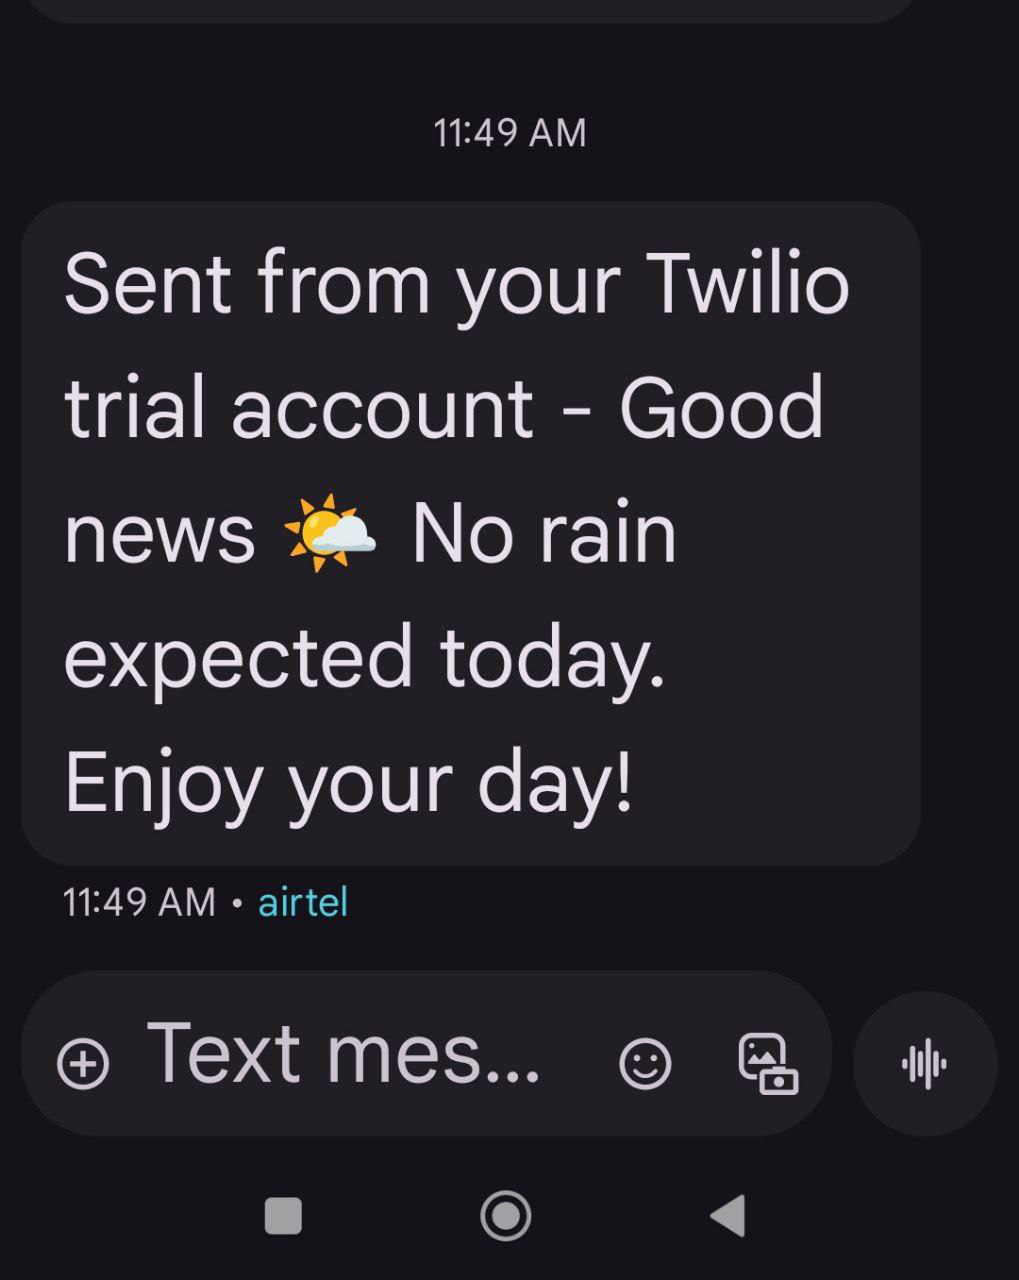 11:49 AM
Sent from your Twilio
trial account - Good
news 🌤️ No rain
expected today.
Enjoy your day!
11:49 AM • airtel
Text mes...